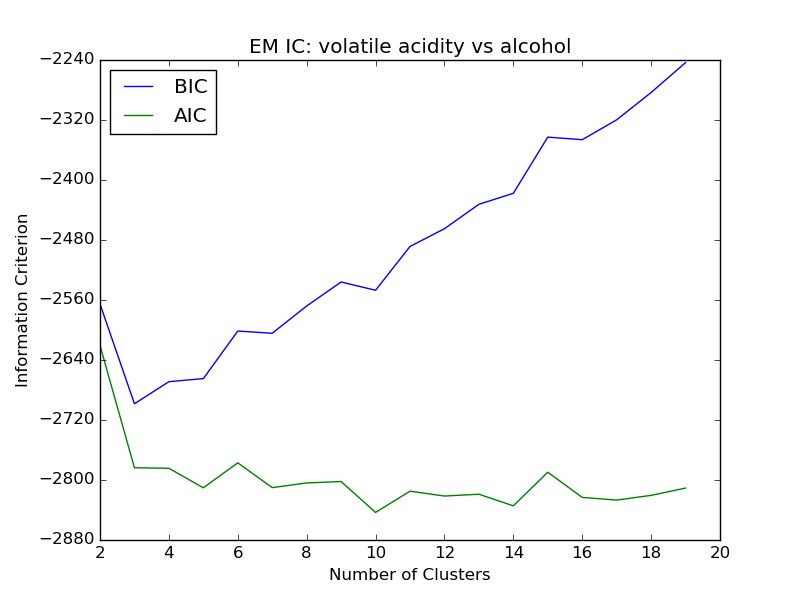 EM IC: volatile acidity vs alcohol
BIC
AIC
Information Criterion
−2240
−2320
−2400
−2480
−2560
−2640
−2720
−2800
−2880
2 4 6 8 10 12 14 16 18 20
Number of Clusters